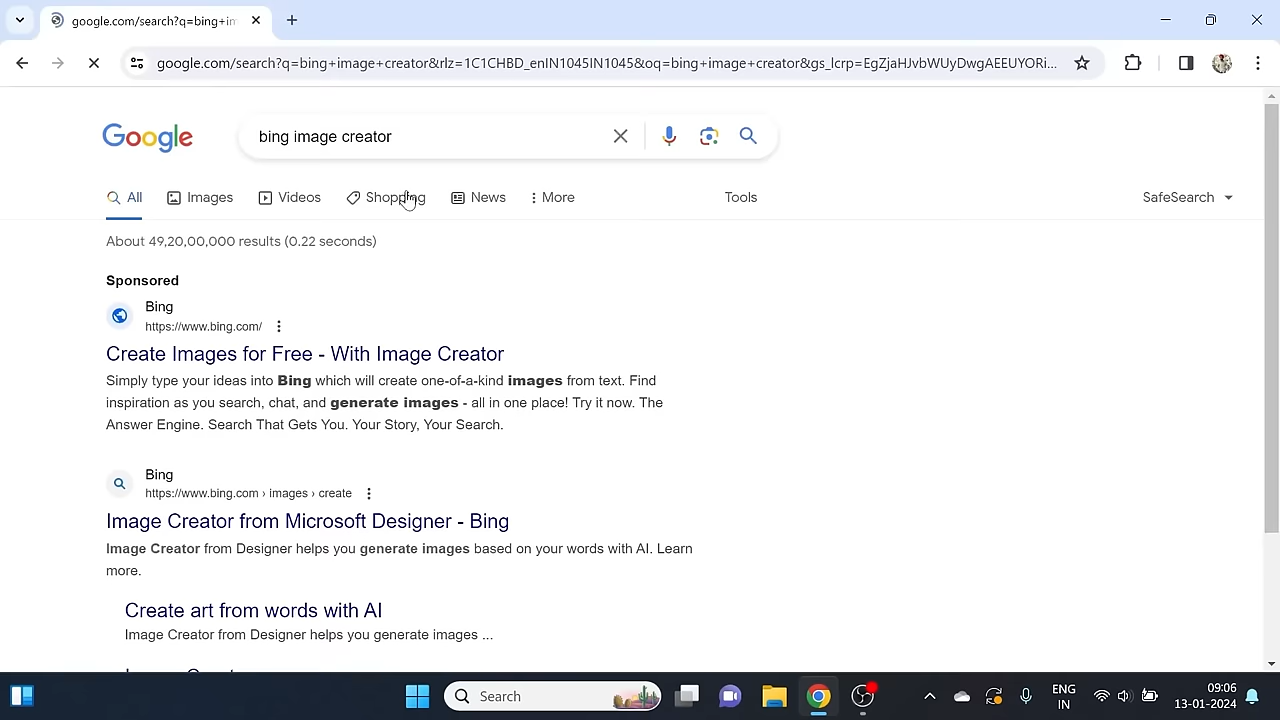 google.com/search?q=bing+im
google.com/search?q=bing+image+creator&rlz=1C1CHBD_enIN1045IN1045&oq=bing+image+creator&gs_lcrp=EgZjaHJvbWUyDwgAEEUYORi...
Google
bing image creator
All
Images
Videos
Shopping
News
More
Tools
SafeSearch
About 49,20,00,000 results (0.22 seconds)
Sponsored
Bing
https://www.bing.com/
Create Images for Free - With Image Creator
Simply type your ideas into Bing which will create one-of-a-kind images from text. Find
inspiration as you search, chat, and generate images - all in one place! Try it now. The
Answer Engine. Search That Gets You. Your Story, Your Search.
Bing
https://www.bing.com › images › create
Image Creator from Microsoft Designer - Bing
Image Creator from Designer helps you generate images based on your words with AI. Learn
more.
Create art from words with AI
Image Creator from Designer helps you generate images ...
Search
ENG
IN
09:06
13-01-2024